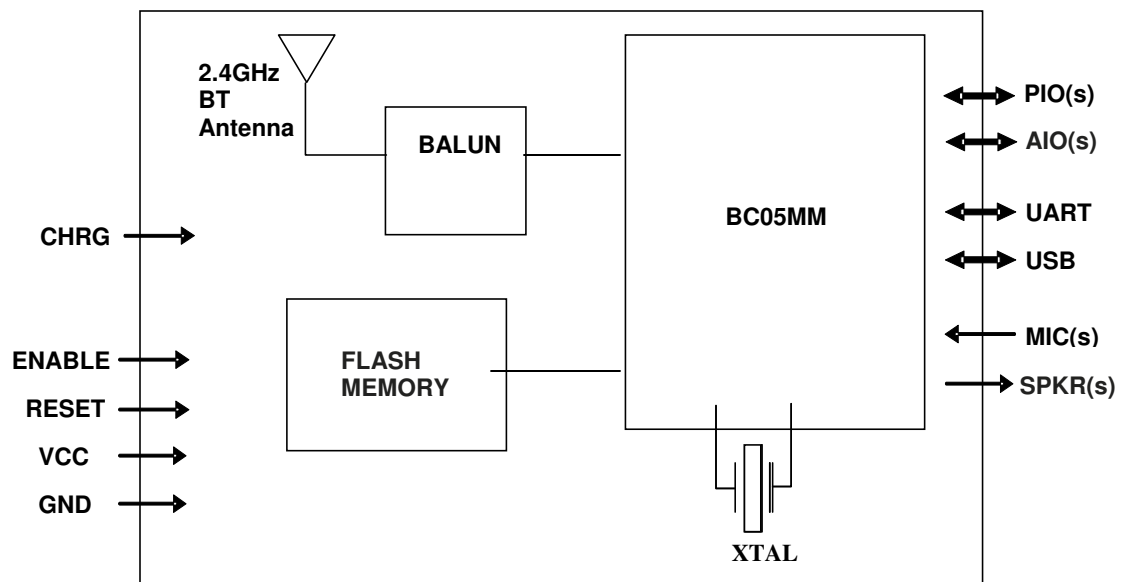 2.4GHz
BT
Antenna
BALUN
BC05MM
PIO(s)
AIO(s)
UART
USB
MIC(s)
SPKR(s)
CHRG
ENABLE
RESET
VCC
GND
FLASH
MEMORY
XTAL